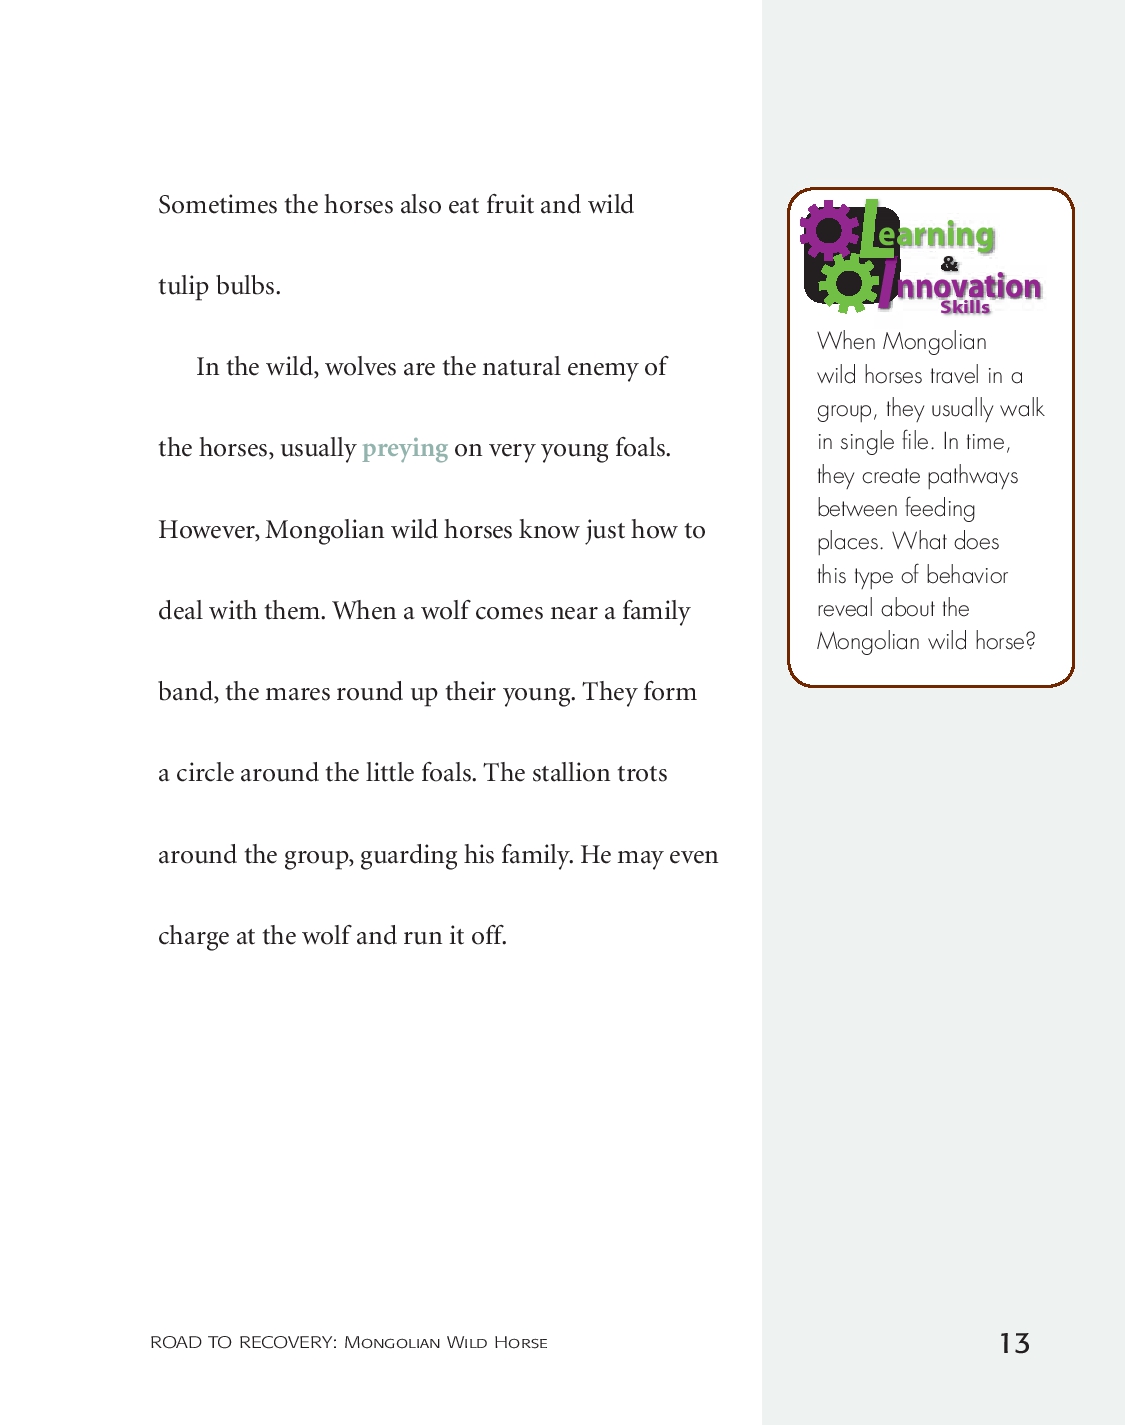 Sometimes the horses also eat fruit and wild
tulip bulbs.
In the wild, wolves are the natural enemy of
the horses, usually preying on very young foals.
However, Mongolian wild horses know just how to
deal with them. When a wolf comes near a family
band, the mares round up their young. They form
a circle around the little foals. The stallion trots
around the group, guarding his family. He may even
charge at the wolf and run it off.
Learning
&
Innovation
Skills
When Mongolian
wild horses travel in a
group, they usually walk
in single file. In time,
they create pathways
between feeding
places. What does
this type of behavior
reveal about the
Mongolian wild horse?
ROAD TO RECOVERY: Mongolian Wild Horse
13